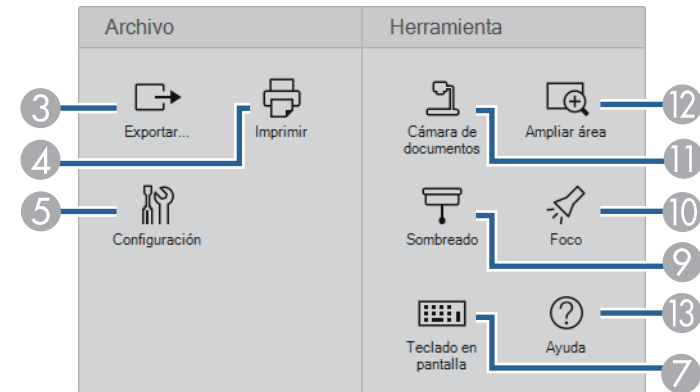 Archivo
Herramienta
3
Exportar...
Imprimir
4
5
Configuración
Cámara de
documentos
Ampliar área
12
11
Sombreado
Foco
10
9
Teclado en
pantalla
Ayuda
13
7